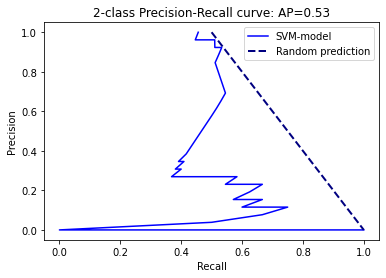 2-class Precision-Recall curve: AP=0.53
SVM-model
Random prediction
Precision
1.0
0.8
0.6
0.4
0.2
0.0
0.0 0.2 0.4 0.6 0.8 1.0
Recall